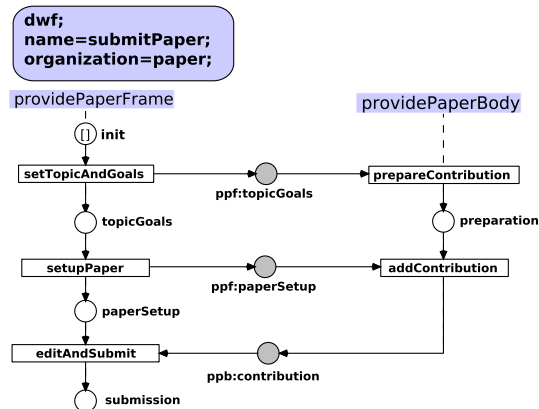 dwf;
name=submitPaper;
organization=paper;
providePaperFrame
providePaperBody
[] init
setTopicAndGoals
prepareContribution
ppf:topicGoals
topicGoals
preparation
setupPaper
addContribution
ppf:paperSetup
paperSetup
editAndSubmit
ppb:contribution
submission